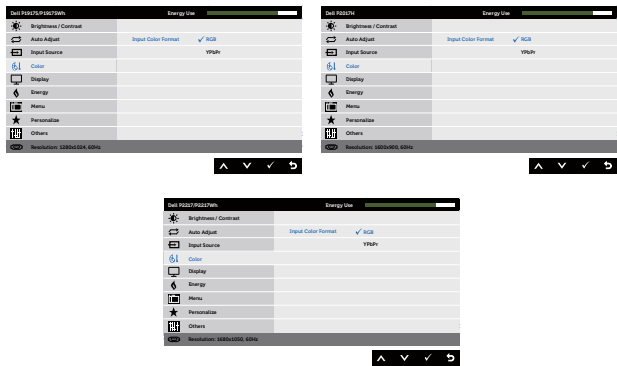 Dell P1917S/P1917SWh Energy Use
Brightness / Contrast
Auto Adjust Input Color Format ✓ RGB
Input Source YPbPr
Color
Display
Energy
Menu
Personalize
Others
Resolution: 1280x1024, 60Hz
Dell P2017H Energy Use
Brightness / Contrast
Auto Adjust Input Color Format ✓ RGB
Input Source YPbPr
Color
Display
Energy
Menu
Personalize
Others
Resolution: 1600x900, 60Hz
Dell P2217/P2217Wh Energy Use
Brightness / Contrast
Auto Adjust Input Color Format ✓ RGB
Input Source YPbPr
Color
Display
Energy
Menu
Personalize
Others
Resolution: 1680x1050, 60Hz